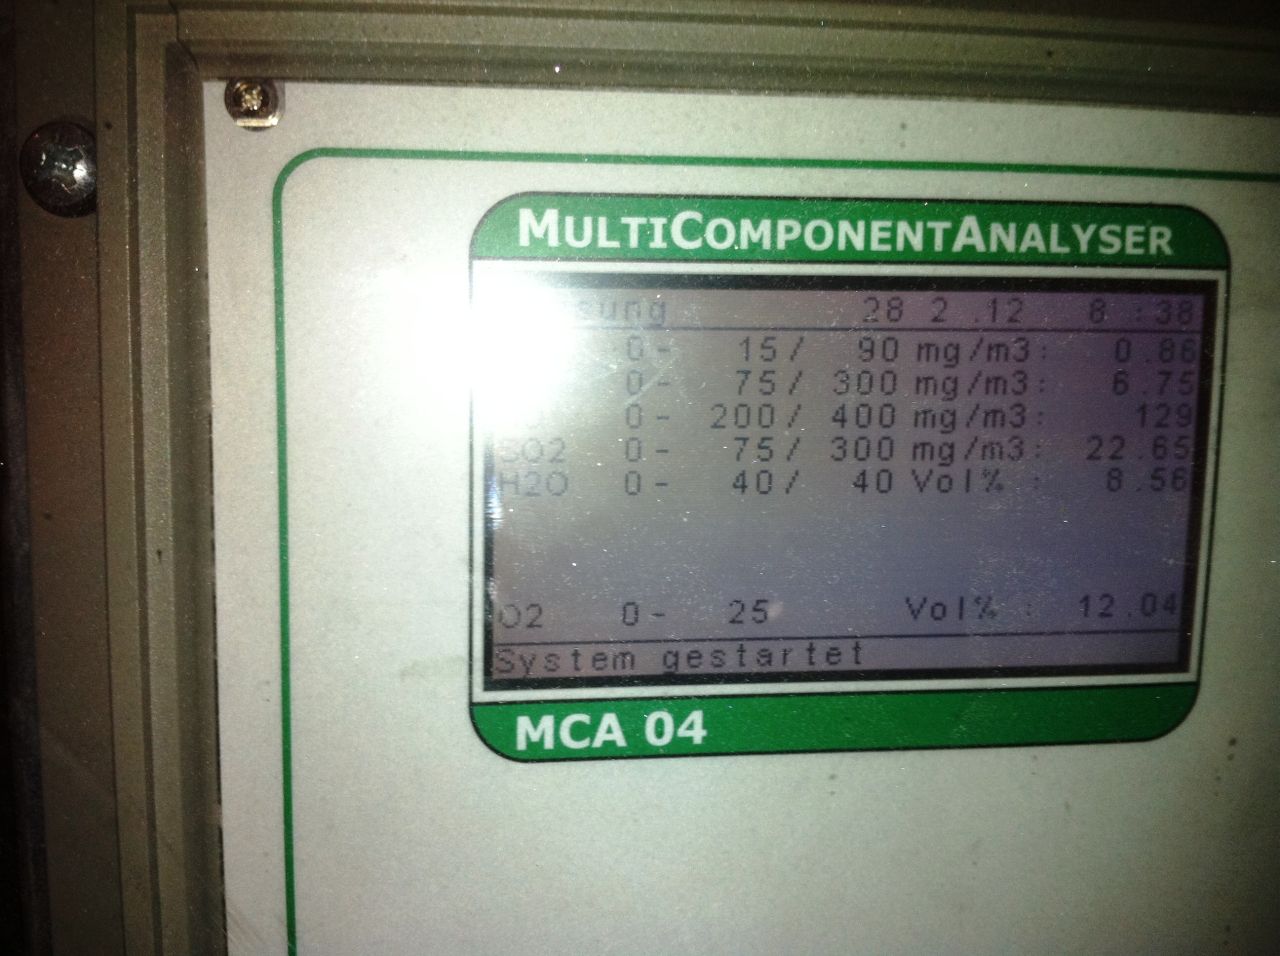 MULTICOMPONENTANALYSER
28 2 .12 8 :38
0- 15/ 90 mg/m3: 0.86
0- 75/ 300 mg/m3: 6.75
0- 200/ 400 mg/m3: 129
SO2 0- 75/ 300 mg/m3: 22.65
H2O 0- 40/ 40 Vol% : 8.56
O2 0- 25 Vol% : 12.04
System gestartet
MCA 04